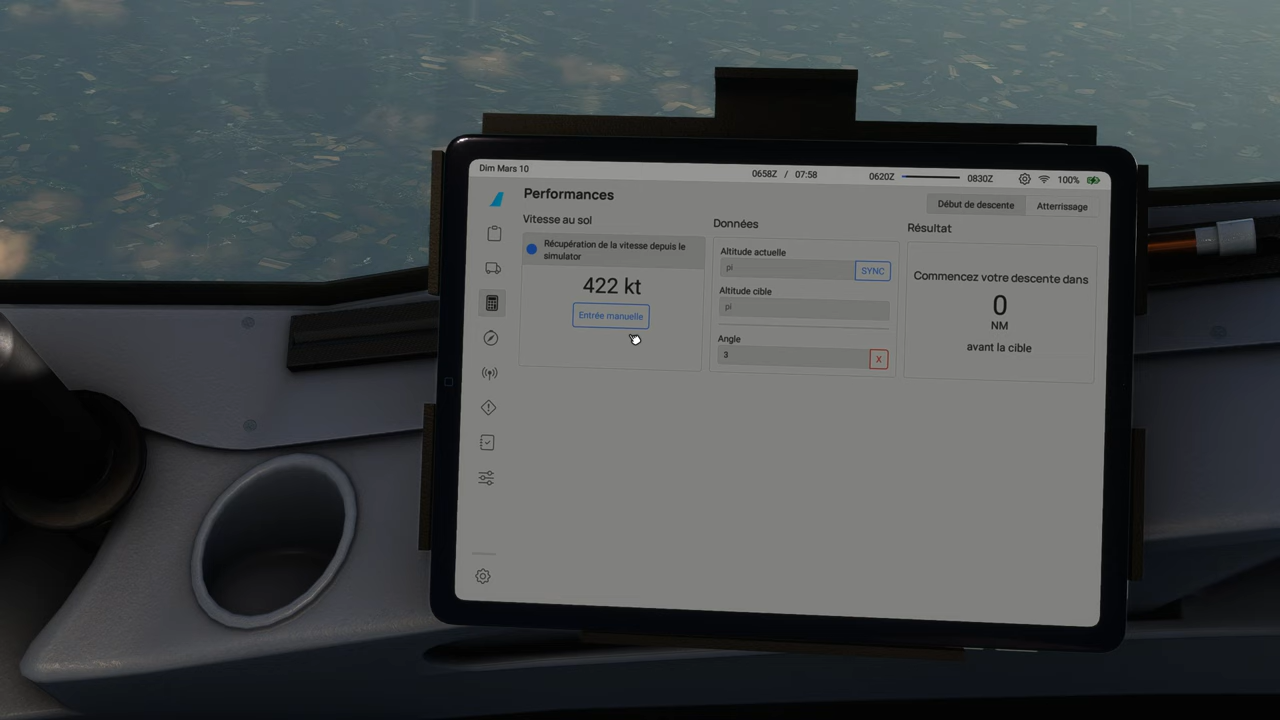 Dim Mars 10
0658Z / 07:58
0620Z
0830Z
100%
Performances
Début de descente
Atterrissage
Vitesse au sol
Récupération de la vitesse depuis le
simulator
422 kt
Entrée manuelle
Données
Altitude actuelle
pi
SYNC
Altitude cible
pi
Angle
3
X
Résultat
Commencez votre descente dans
0
NM
avant la cible